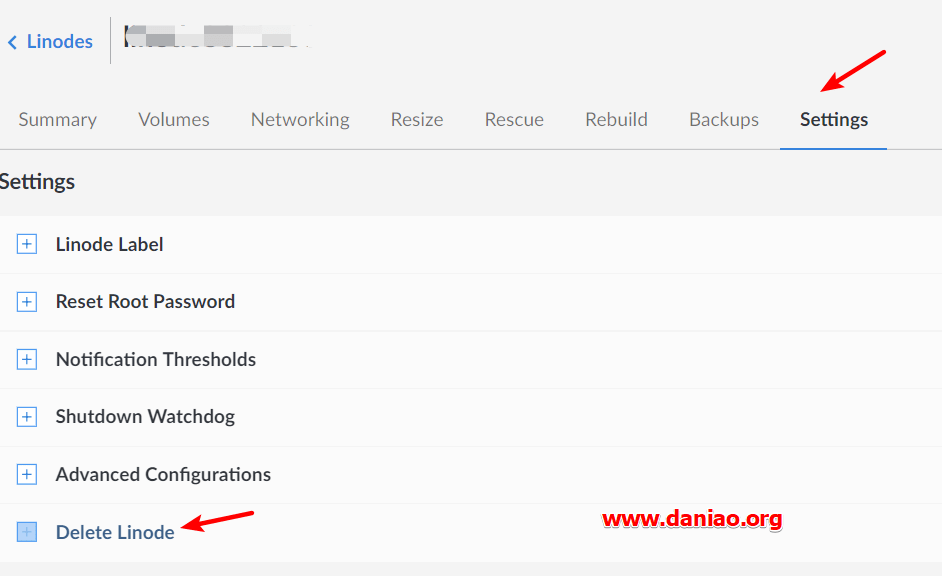 Linodes
Summary Volumes Networking Resize Rescue Rebuild Backups Settings
Settings
Linode Label
Reset Root Password
Notification Thresholds
Shutdown Watchdog
Advanced Configurations
Delete Linode
www.daniao.org